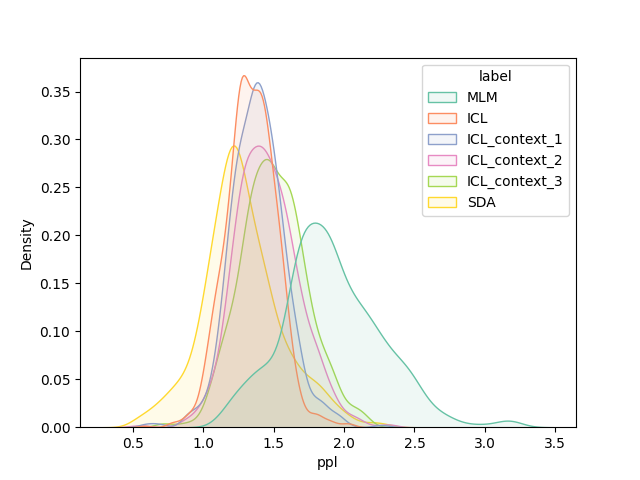 label
MLM
ICL
ICL_context_1
ICL_context_2
ICL_context_3
SDA
Density
0.35
0.30
0.25
0.20
0.15
0.10
0.05
0.00
0.5 1.0 1.5 2.0 2.5 3.0 3.5
ppl